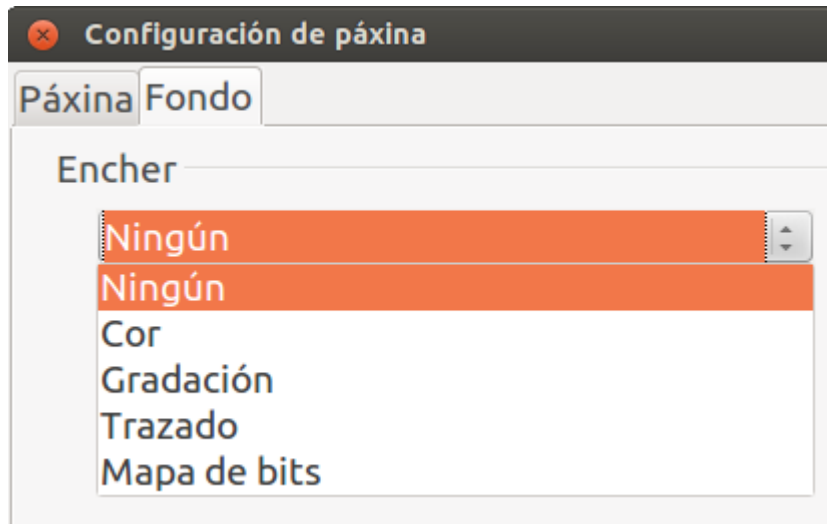 Configuración de páxina
Páxina Fondo
Encher
Ningún
Ningún
Cor
Gradación
Trazado
Mapa de bits